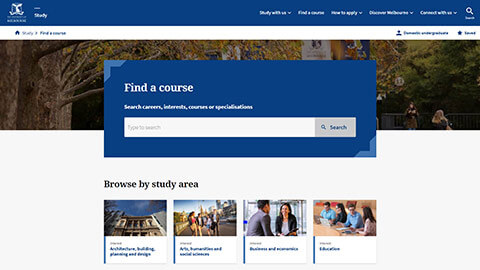 Study
Study with us
Find a course
How to apply
Discover Melbourne
Connect with us
Search
Study
Find a course
Domestic undergraduate
Saved
Find a course
Search careers, interests, courses or specialisations
Type to search
Search
Browse by study area
Interest
Architecture, building,
planning and design
Interest
Arts, humanities and
social sciences
Interest
Business and economics
Interest
Education